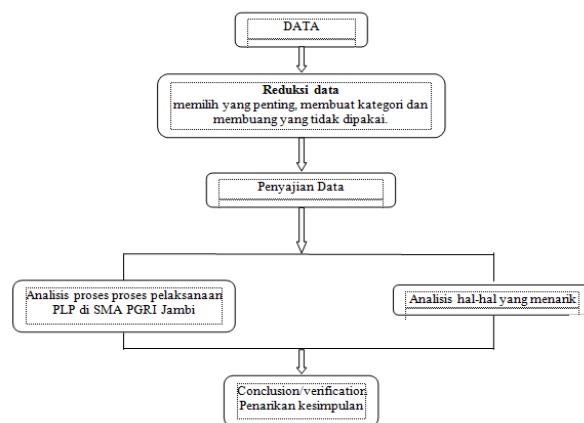 DATA
Reduksi data
memilih yang penting, membuat kategori dan
membuang yang tidak dipakai.
Penyajian Data
Analisis proses proses pelaksanaan
PLP di SMA PGRI Jambi
Analisis hal-hal yang menarik
Conclusion/verification
Penarikan kesimpulan